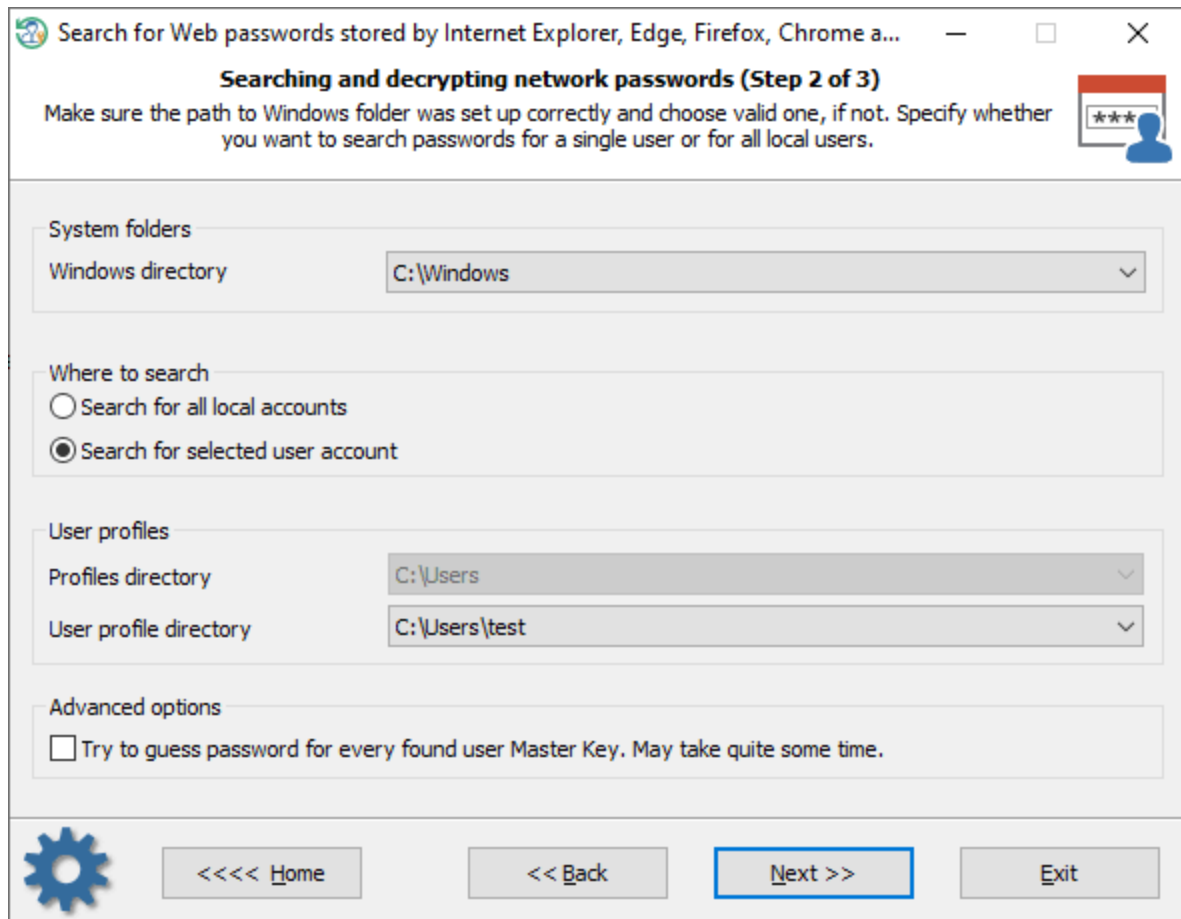 Search for Web passwords stored by Internet Explorer, Edge, Firefox, Chrome a...
Searching and decrypting network passwords (Step 2 of 3)
Make sure the path to Windows folder was set up correctly and choose valid one, if not. Specify whether
you want to search passwords for a single user or for all local users.
***
System folders
Windows directory C:\Windows
Where to search
Search for all local accounts
Search for selected user account
User profiles
Profiles directory C:\Users
User profile directory C:\Users\test
Advanced options
Try to guess password for every found user Master Key. May take quite some time.
<<<< Home << Back Next >> Exit